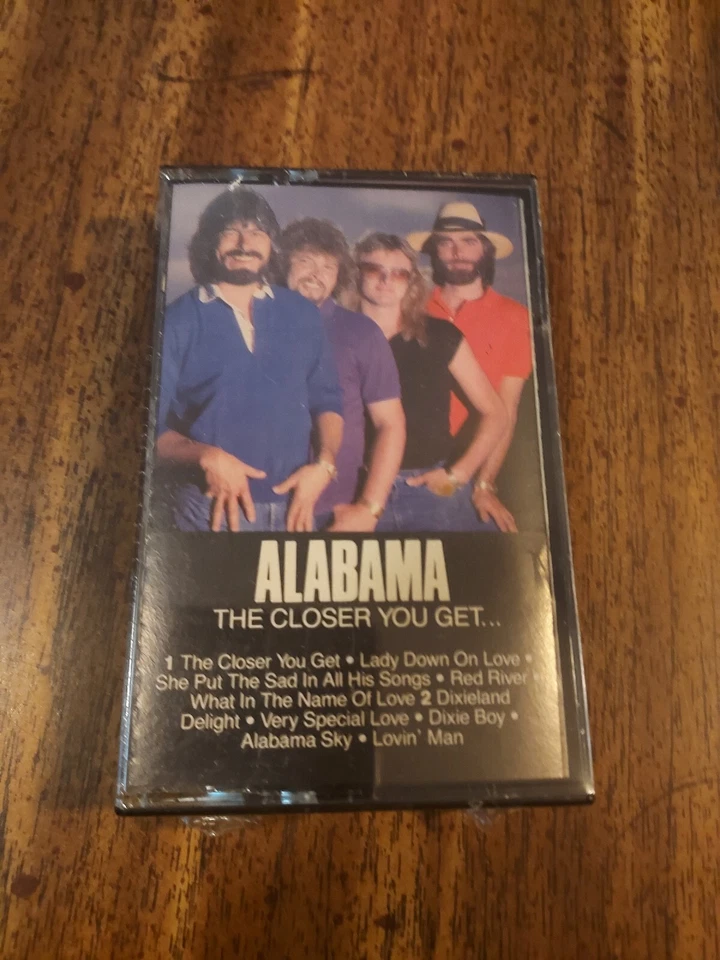 ALABAMA
THE CLOSER YOU GET...
1 The Closer You Get • Lady Down On Love •
She Put The Sad In All His Songs • Red River •
What In The Name Of Love 2 Dixieland
Delight • Very Special Love • Dixie Boy •
Alabama Sky • Lovin' Man